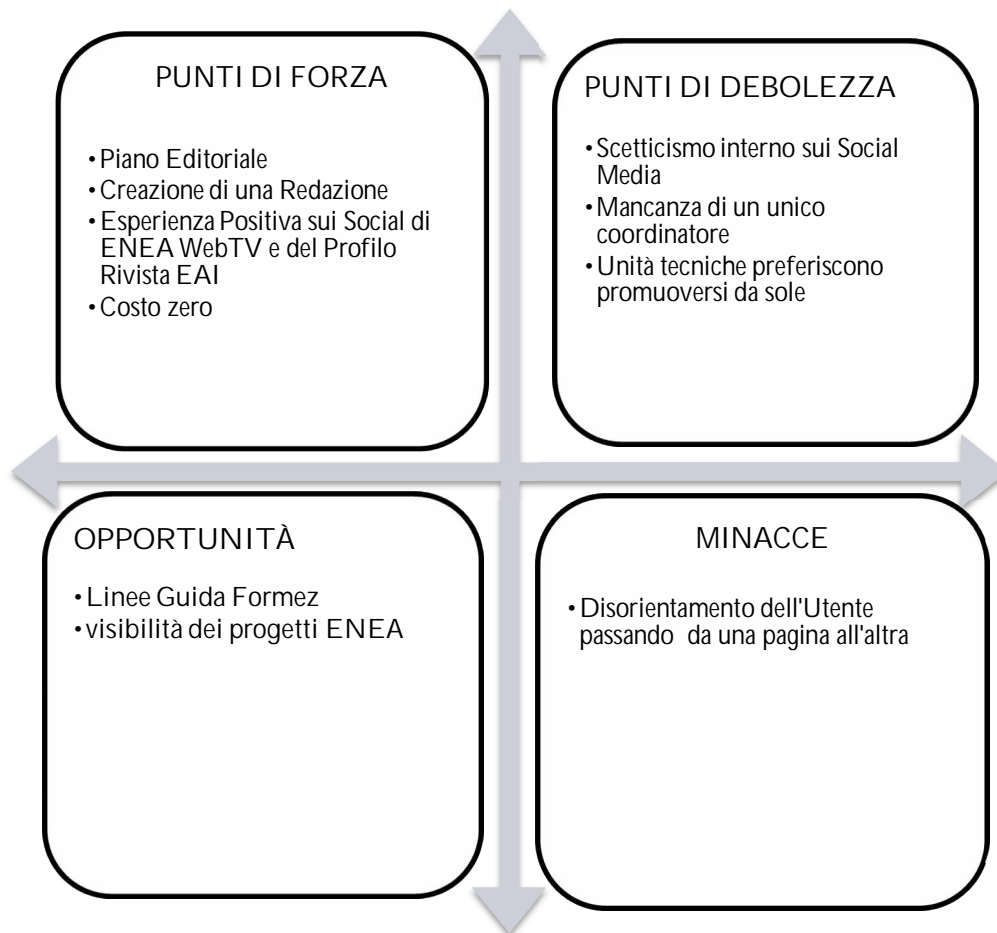 PUNTI DI FORZA
•Piano Editoriale
•Creazione di una Redazione
•Esperienza Positiva sui Social di
ENEA WebTV e del Profilo
Rivista EAI
•Costo zero
PUNTI DI DEBOLEZZA
•Scetticismo interno sui Social
Media
•Mancanza di un unico
coordinatore
•Unità tecniche preferiscono
promuoversi da sole
OPPORTUNITÀ
•Linee Guida Formez
•visibilità dei progetti ENEA
MINACCE
•Disorientamento dell'Utente
passando da una pagina all'altra